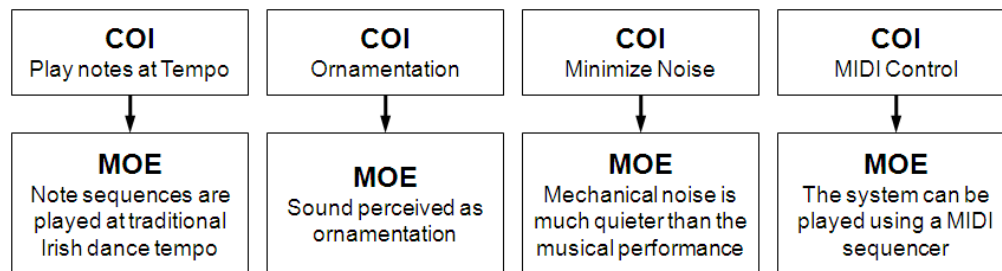 COI
Play notes at Tempo
COI
Ornamentation
COI
Minimize Noise
COI
MIDI Control
MOE
Note sequences are
played at traditional
Irish dance tempo
MOE
Sound perceived as
ornamentation
MOE
Mechanical noise is
much quieter than the
musical performance
MOE
The system can be
played using a MIDI
sequencer